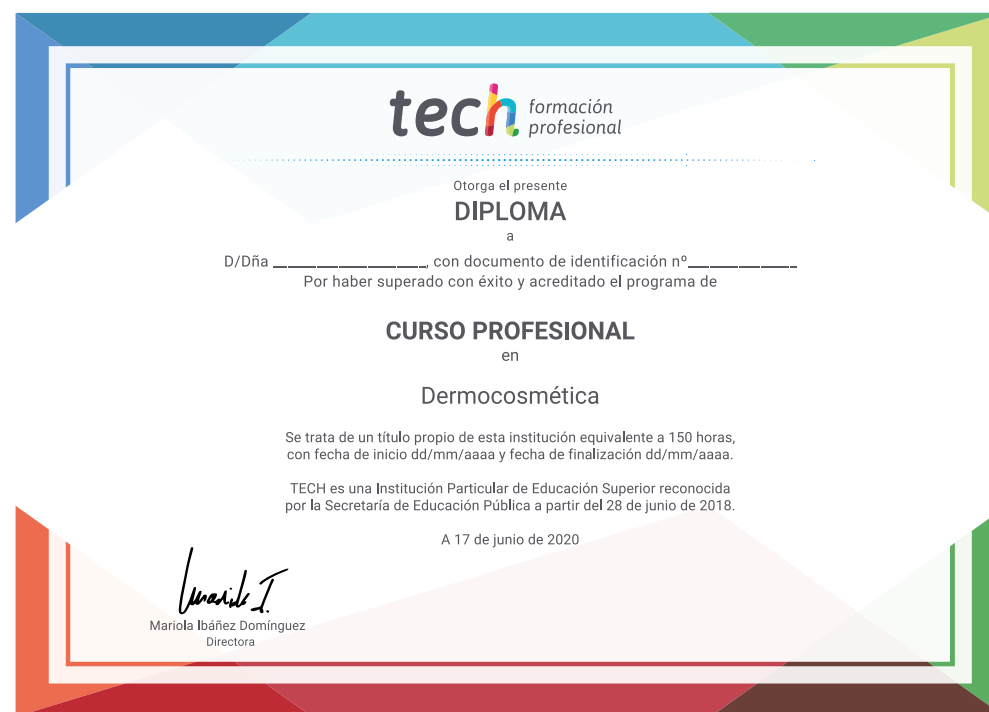 tech formación
profesional
Otorga el presente
DIPLOMA
a
D/Dña ____________________, con documento de identificación nº______________
Por haber superado con éxito y acreditado el programa de
CURSO PROFESIONAL
en
Dermocosmética
Se trata de un título propio de esta institución equivalente a 150 horas,
con fecha de inicio dd/mm/aaaa y fecha de finalización dd/mm/aaaa.
TECH es una Institución Particular de Educación Superior reconocida
por la Secretaría de Educación Pública a partir del 28 de junio de 2018.
A 17 de junio de 2020
Mariola Ibáñez Domínguez
Directora